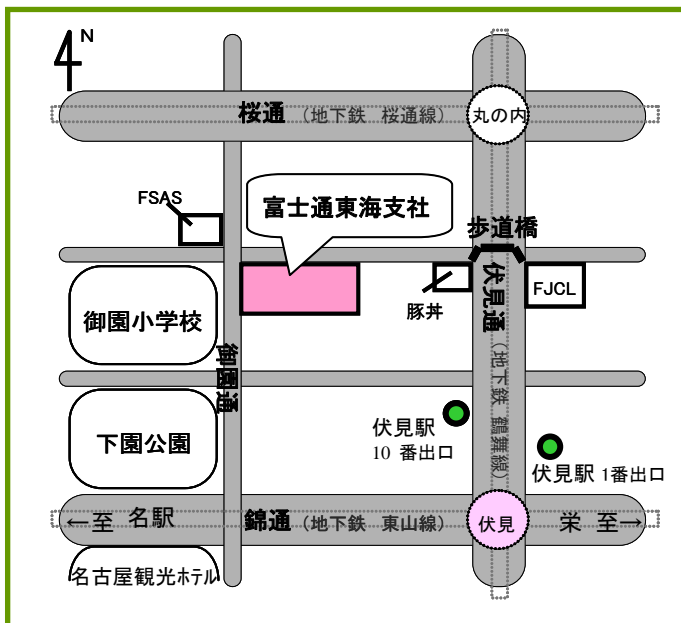 N
桜通 (地下鉄 桜通線)
丸の内
FSAS
富士通東海支社
歩道橋
御園小学校
豚丼
伏見通 (地下鉄 鶴舞線)
FJCL
御園通
下園公園
伏見駅
10 番出口
伏見駅 1番出口
←至 名駅
錦通 (地下鉄 東山線)
伏見
栄 至→
名古屋観光ホテル